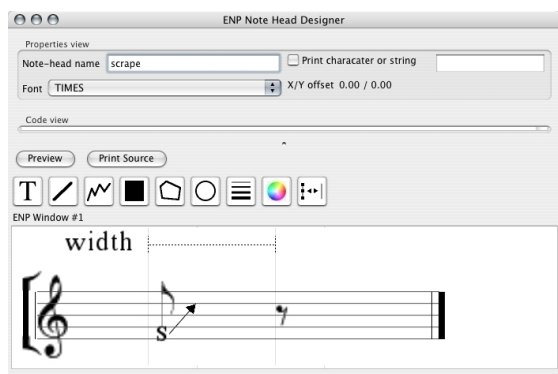 ENP Note Head Designer
Properties view
Note-head name scrape Print characater or string
Font TIMES X/Y offset 0.00 / 0.00
Code view
Preview Print Source
T
ENP Window #1
width
s